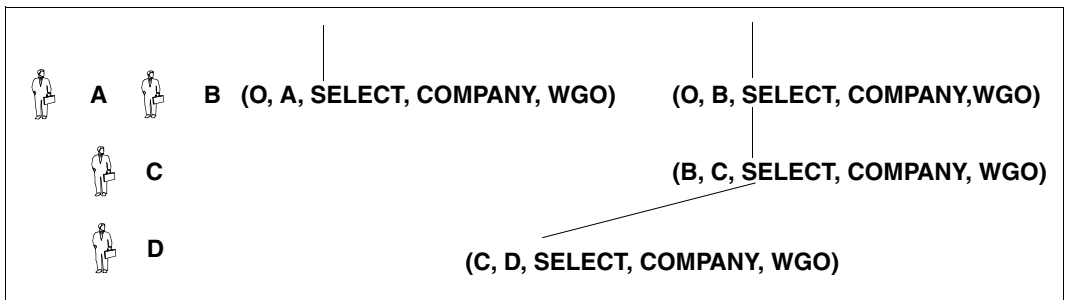 A B (O, A, SELECT, COMPANY, WGO) (O, B, SELECT, COMPANY,WGO)
C (B, C, SELECT, COMPANY, WGO)
D (C, D, SELECT, COMPANY, WGO)